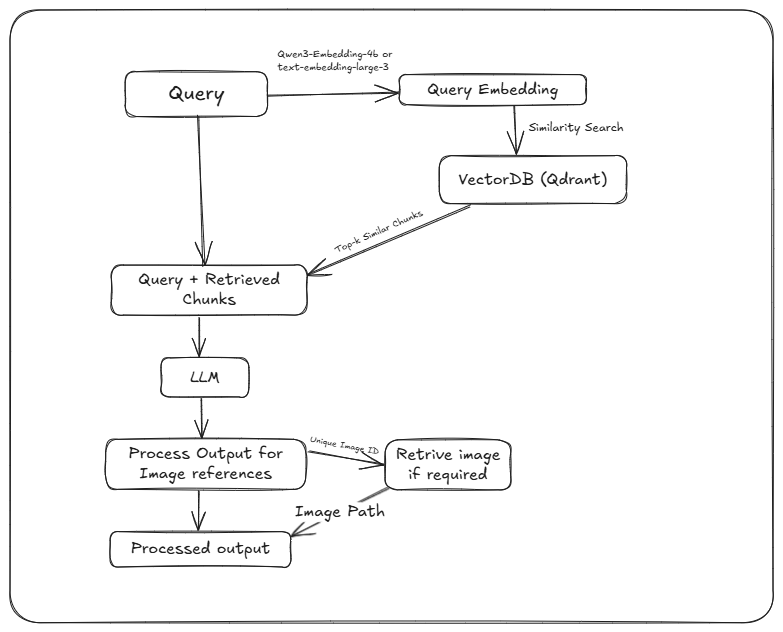 Qwen3-Embedding-4b or
text-embedding-large-3
Query
Query Embedding
Similarity Search
VectorDB (Qdrant)
Top-k Similar Chunks
Query + Retrieved
Chunks
LLM
Process Output for
Image references
Unique Image ID
Retrive image
if required
Image Path
Processed output